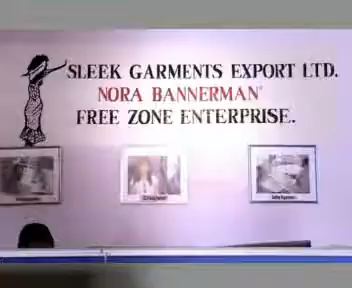 SLEEK GARMENTS EXPORT LTD.
NORA BANNERMAN
FREE ZONE ENTERPRISE.